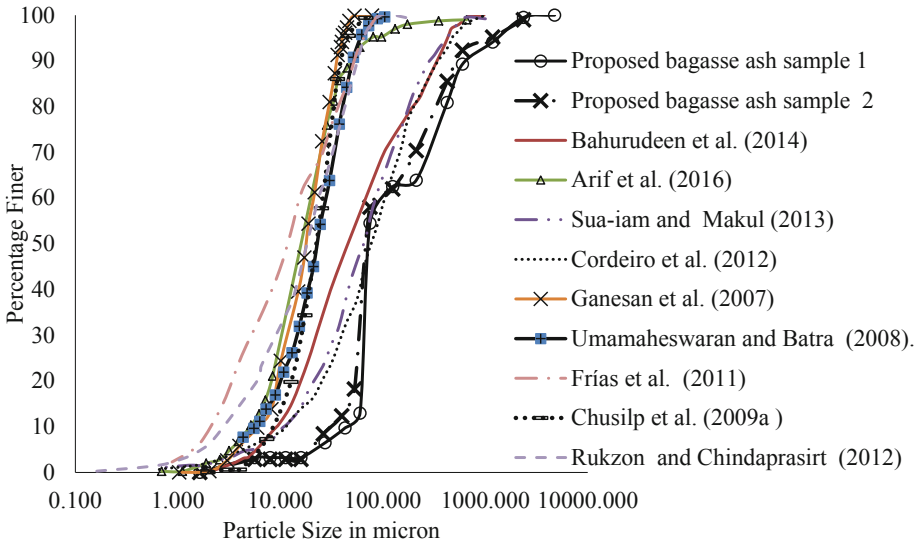 100
90
80
70
60
50
40
30
20
10
0
Percentage Finer
0.100 1.000 10.000 100.000 1000.000 10000.000
Particle Size in micron
Proposed bagasse ash sample 1
Proposed bagasse ash sample 2
Bahurudeen et al. (2014)
Arif et al. (2016)
Sua-iam and Makul (2013)
Cordeiro et al. (2012)
Ganesan et al. (2007)
Umamaheswaran and Batra (2008).
Frías et al. (2011)
Chusilp et al. (2009a )
Rukzon and Chindaprasirt (2012)